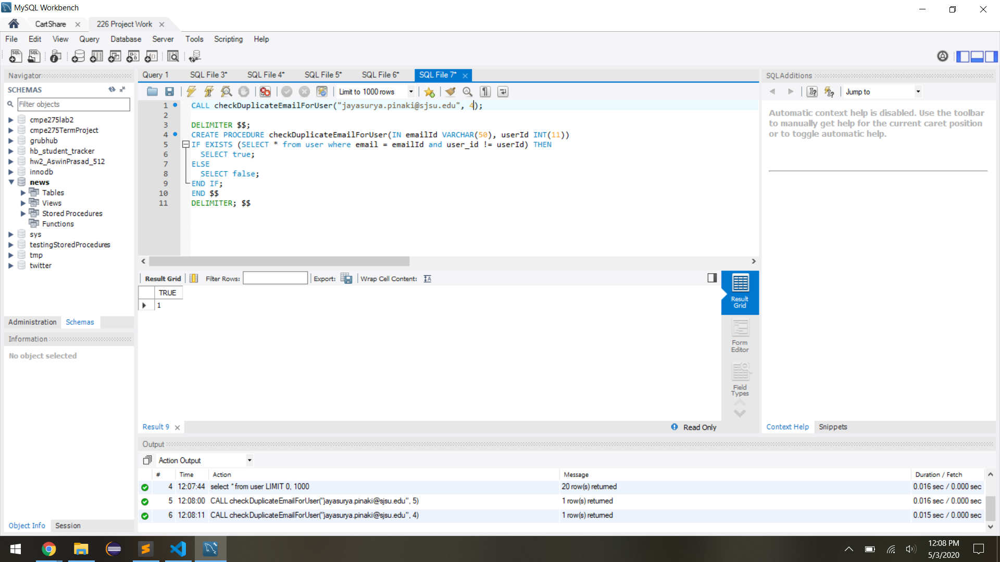 MySQL Workbench
CartShare
226 Project Work
File Edit View Query Database Server Tools Scripting Help
Navigator
SCHEMAS
Filter objects
cmpe275lab2
cmpe275TermProject
grubhub
hb_student_tracker
hw2_AswinPrasad_512
innodb
news
Tables
Views
Stored Procedures
Functions
sys
testingStoredProcedures
tmp
twitter
Administration Schemas
Information
No object selected
Object Info Session
Query 1 SQL File 3* SQL File 4* SQL File 5* SQL File 6* SQL File 7*
Limit to 1000 rows
1 CALL checkDuplicateEmailForUser("jayasurya.pinaki@sjsu.edu", 4);
2
3 DELIMITER $$;
4 CREATE PROCEDURE checkDuplicateEmailForUser(IN emailId VARCHAR(50), userId INT(11))
5 IF EXISTS (SELECT * from user where email = emailId and user_id != userId) THEN
6 SELECT true;
7 ELSE
8 SELECT false;
9 END IF;
10 END $$
11 DELIMITER; $$
Result Grid Filter Rows: Export: Wrap Cell Content:
TRUE
1
Result Grid
Form Editor
Field Types
Result 9
Read Only
SQLAdditions
Jump to
Automatic context help is disabled. Use the toolbar
to manually get help for the current caret position
or to toggle automatic help.
Context Help Snippets
Output
Action Output
# Time Action Message Duration / Fetch
4 12:07:44 select * from user LIMIT 0, 1000 20 row(s) returned 0.016 sec / 0.000 sec
5 12:08:00 CALL checkDuplicateEmailForUser("jayasurya.pinaki@sjsu.edu", 5) 1 row(s) returned 0.016 sec / 0.000 sec
6 12:08:11 CALL checkDuplicateEmailForUser("jayasurya.pinaki@sjsu.edu", 4) 1 row(s) returned 0.015 sec / 0.000 sec
12:08 PM
5/3/2020